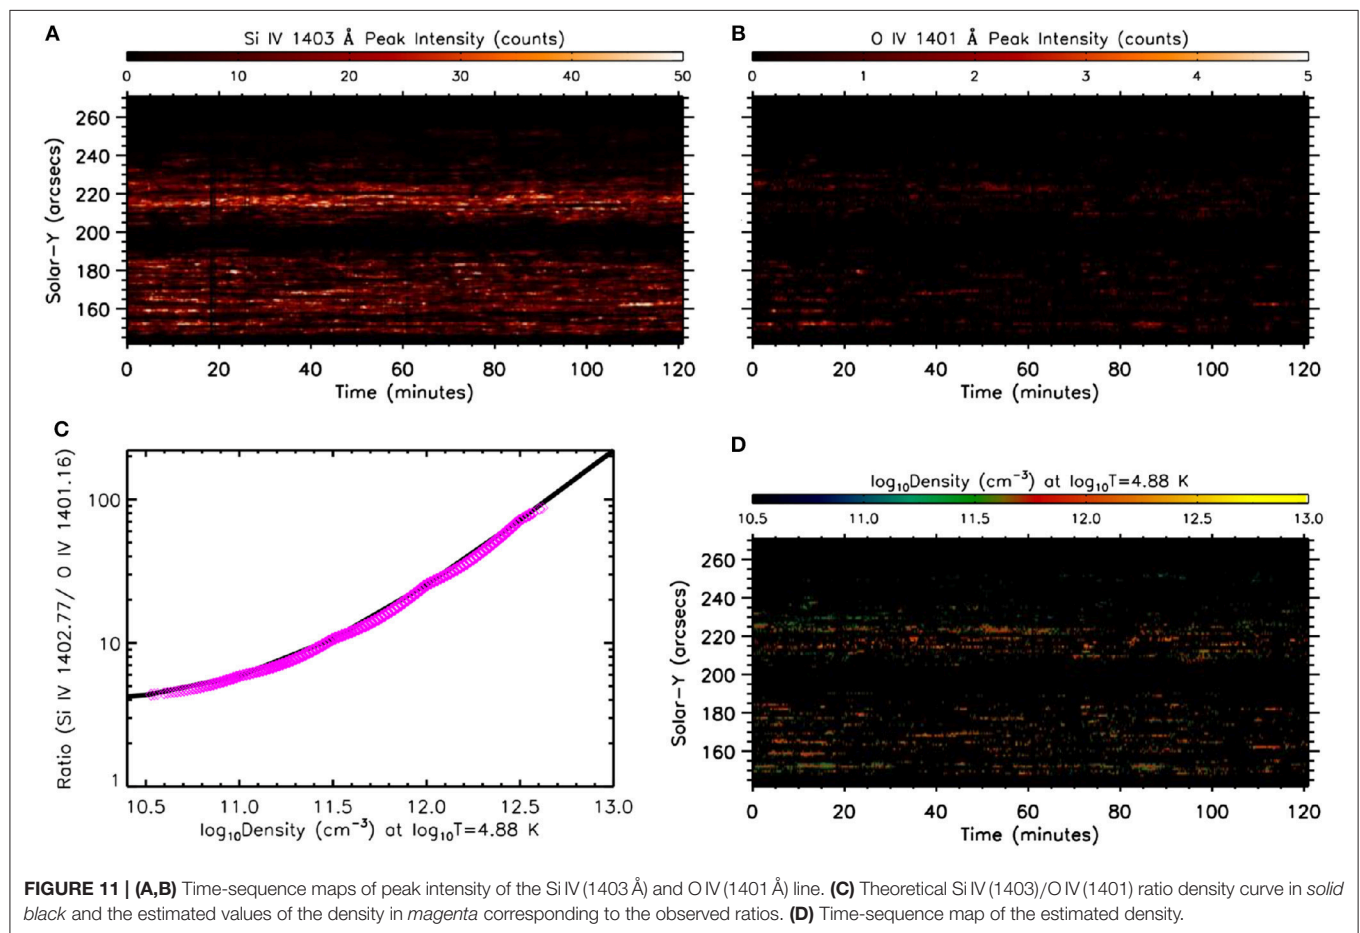 A
Si IV 1403 Å Peak Intensity (counts)
0 10 20 30 40 50
260
240
220
200
180
160
Solar-Y (arcsecs)
0 20 40 60 80 100 120
Time (minutes)
B
O IV 1401 Å Peak Intensity (counts)
0 1 2 3 4 5
0 20 40 60 80 100 120
Time (minutes)
C
100
10
1
Ratio (Si IV 1402.77/ O IV 1401.16)
10.5 11.0 11.5 12.0 12.5 13.0
log₁₀Density (cm⁻³) at log₁₀T=4.88 K
D
log₁₀Density (cm⁻³) at log₁₀T=4.88 K
10.5 11.0 11.5 12.0 12.5 13.0
260
240
220
200
180
160
Solar-Y (arcsecs)
0 20 40 60 80 100 120
Time (minutes)
FIGURE 11 | (A,B) Time-sequence maps of peak intensity of the Si IV (1403 Å) and O IV (1401 Å) line. (C) Theoretical Si IV (1403)/O IV (1401) ratio density curve in solid
black and the estimated values of the density in magenta corresponding to the observed ratios. (D) Time-sequence map of the estimated density.